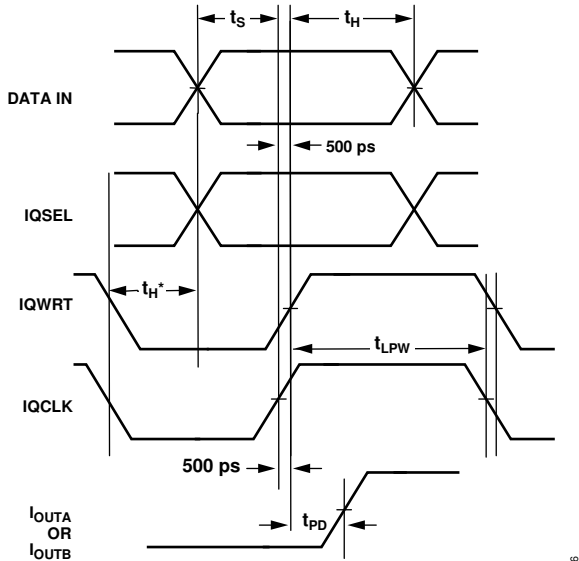 tS
tH
DATA IN
500 ps
IQSEL
tH*
IQWRT
tLPW
IQCLK
500 ps
IOUTA
OR
IOUTB
tPD